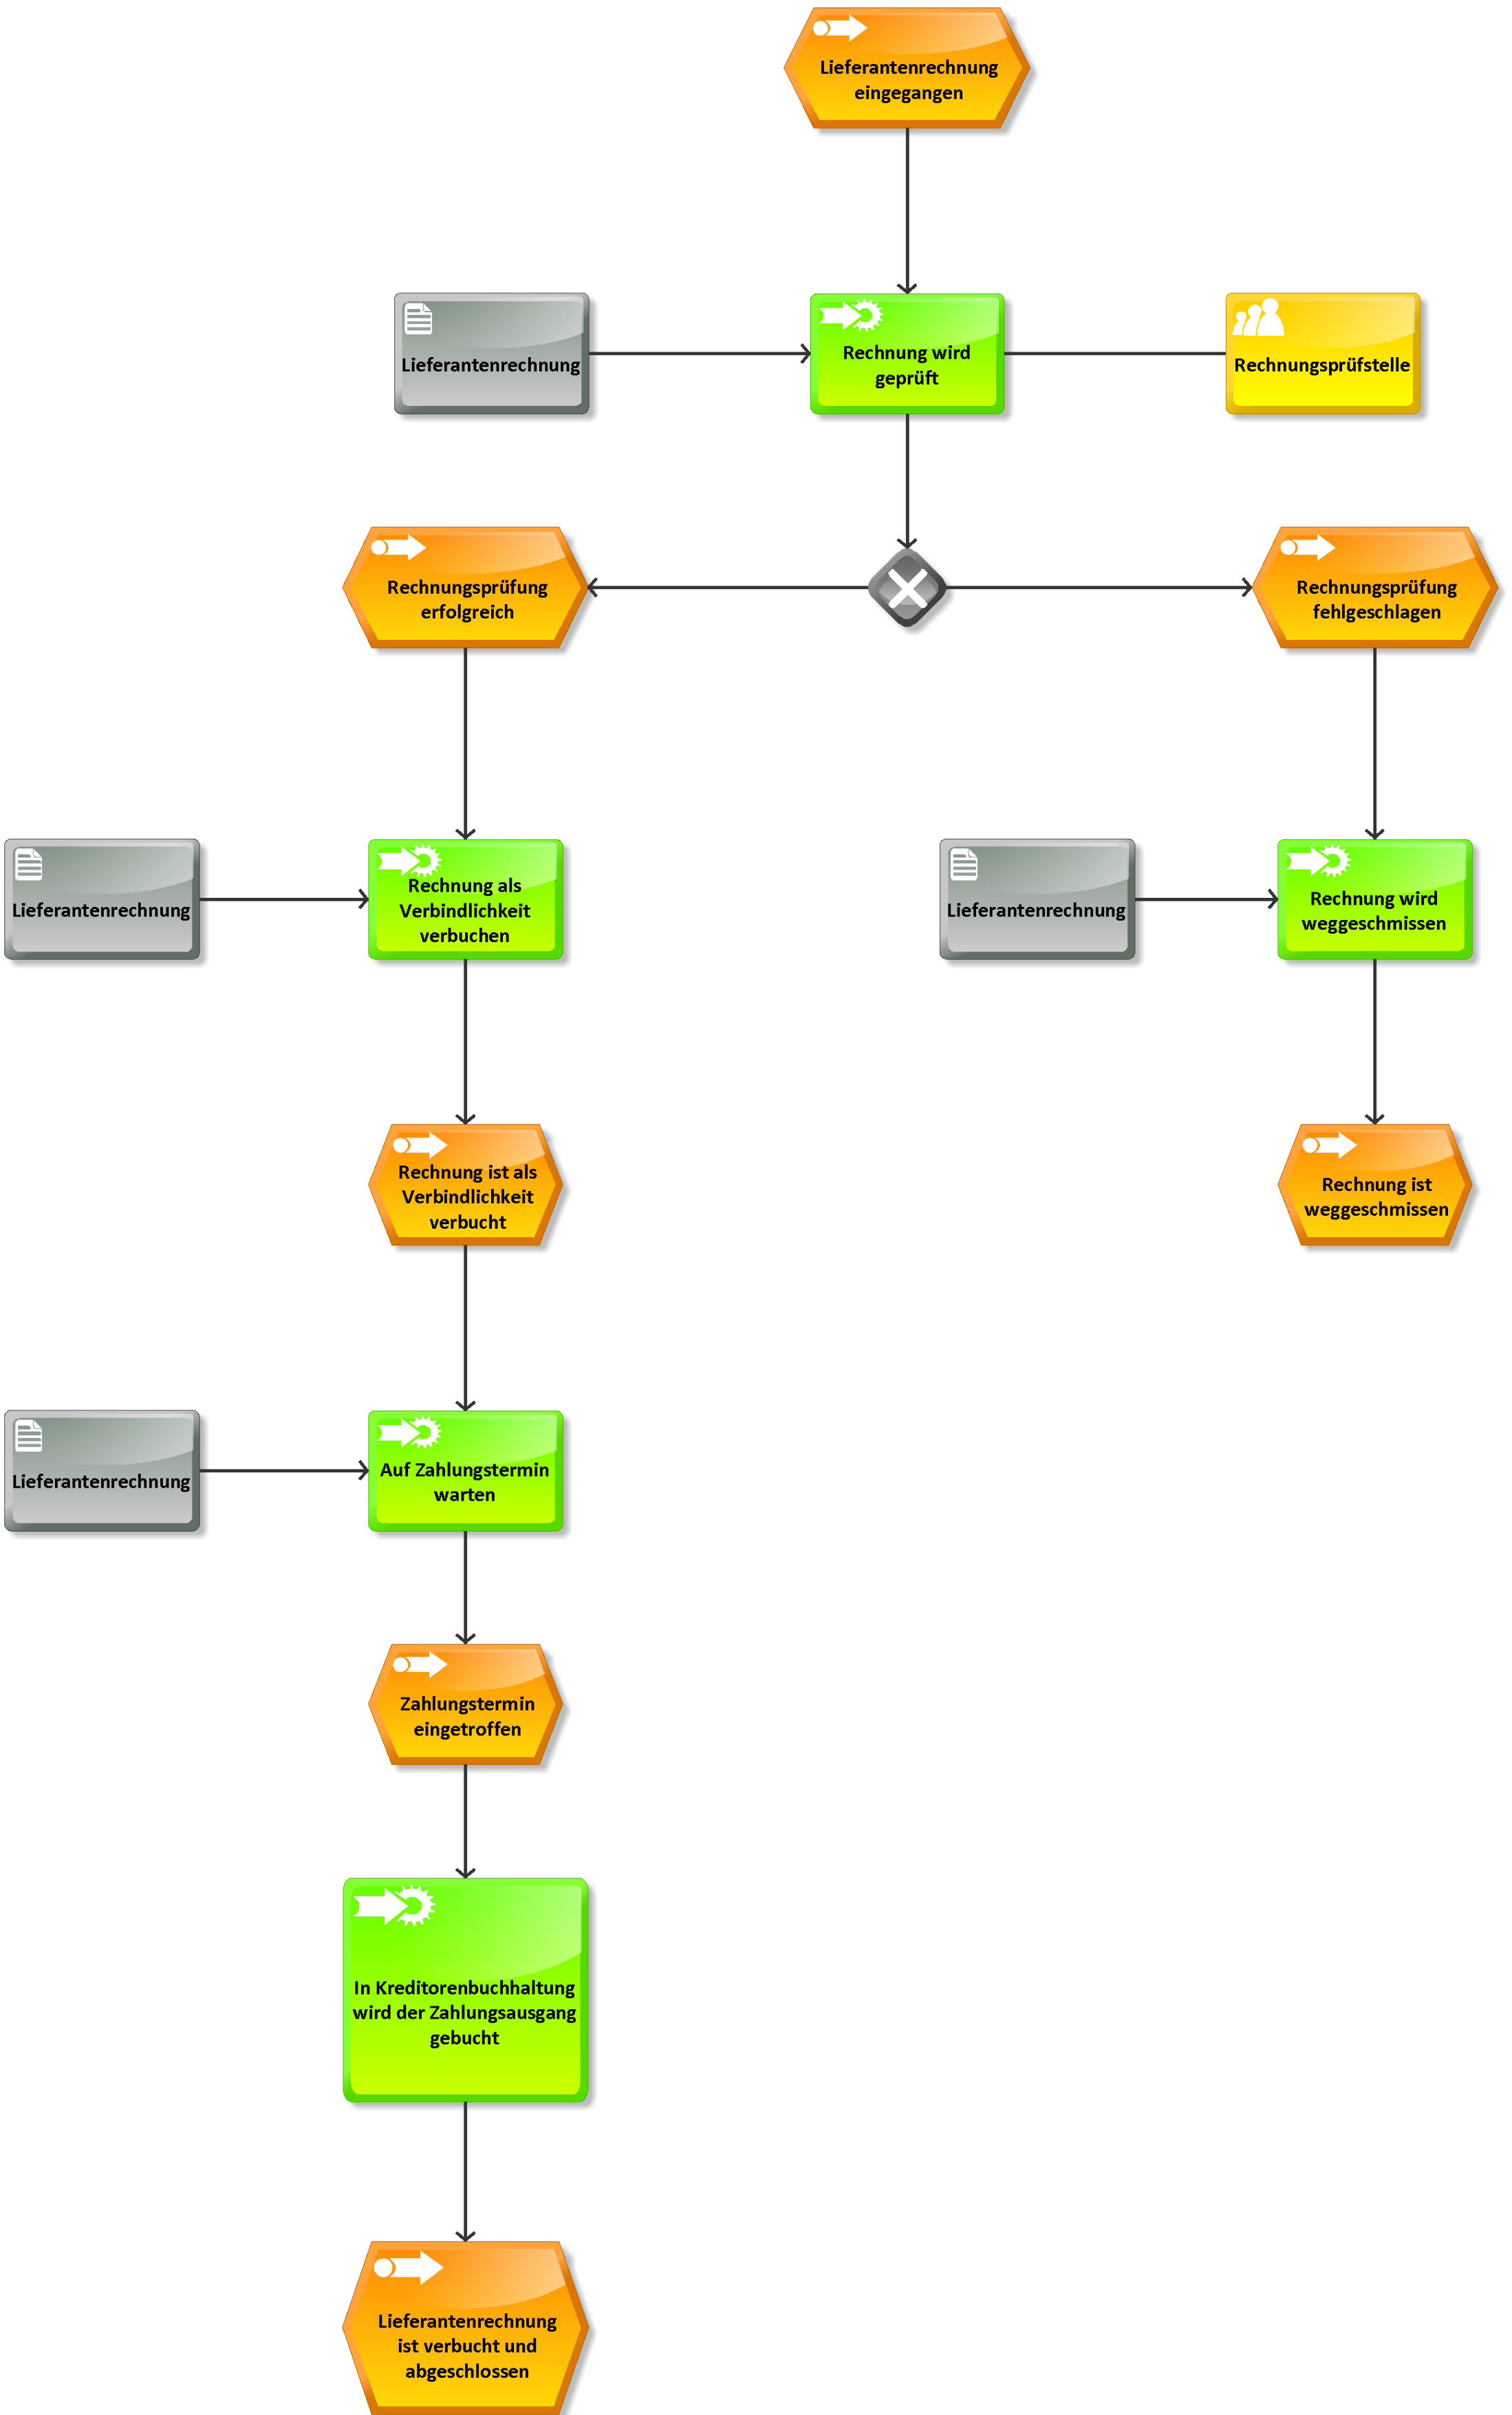 Lieferantenrechnung
eingegangen
Lieferantenrechnung
Rechnung wird
geprüft
Rechnungsprüfstelle
Rechnungsprüfung
erfolgreich
Rechnungsprüfung
fehlgeschlagen
Lieferantenrechnung
Rechnung als
Verbindlichkeit
verbuchen
Lieferantenrechnung
Rechnung wird
weggeschmissen
Rechnung ist als
Verbindlichkeit
verbucht
Rechnung ist
weggeschmissen
Lieferantenrechnung
Auf Zahlungstermin
warten
Zahlungstermin
eingetroffen
In Kreditorenbuchhaltung
wird der Zahlungsausgang
gebucht
Lieferantenrechnung
ist verbucht und
abgeschlossen